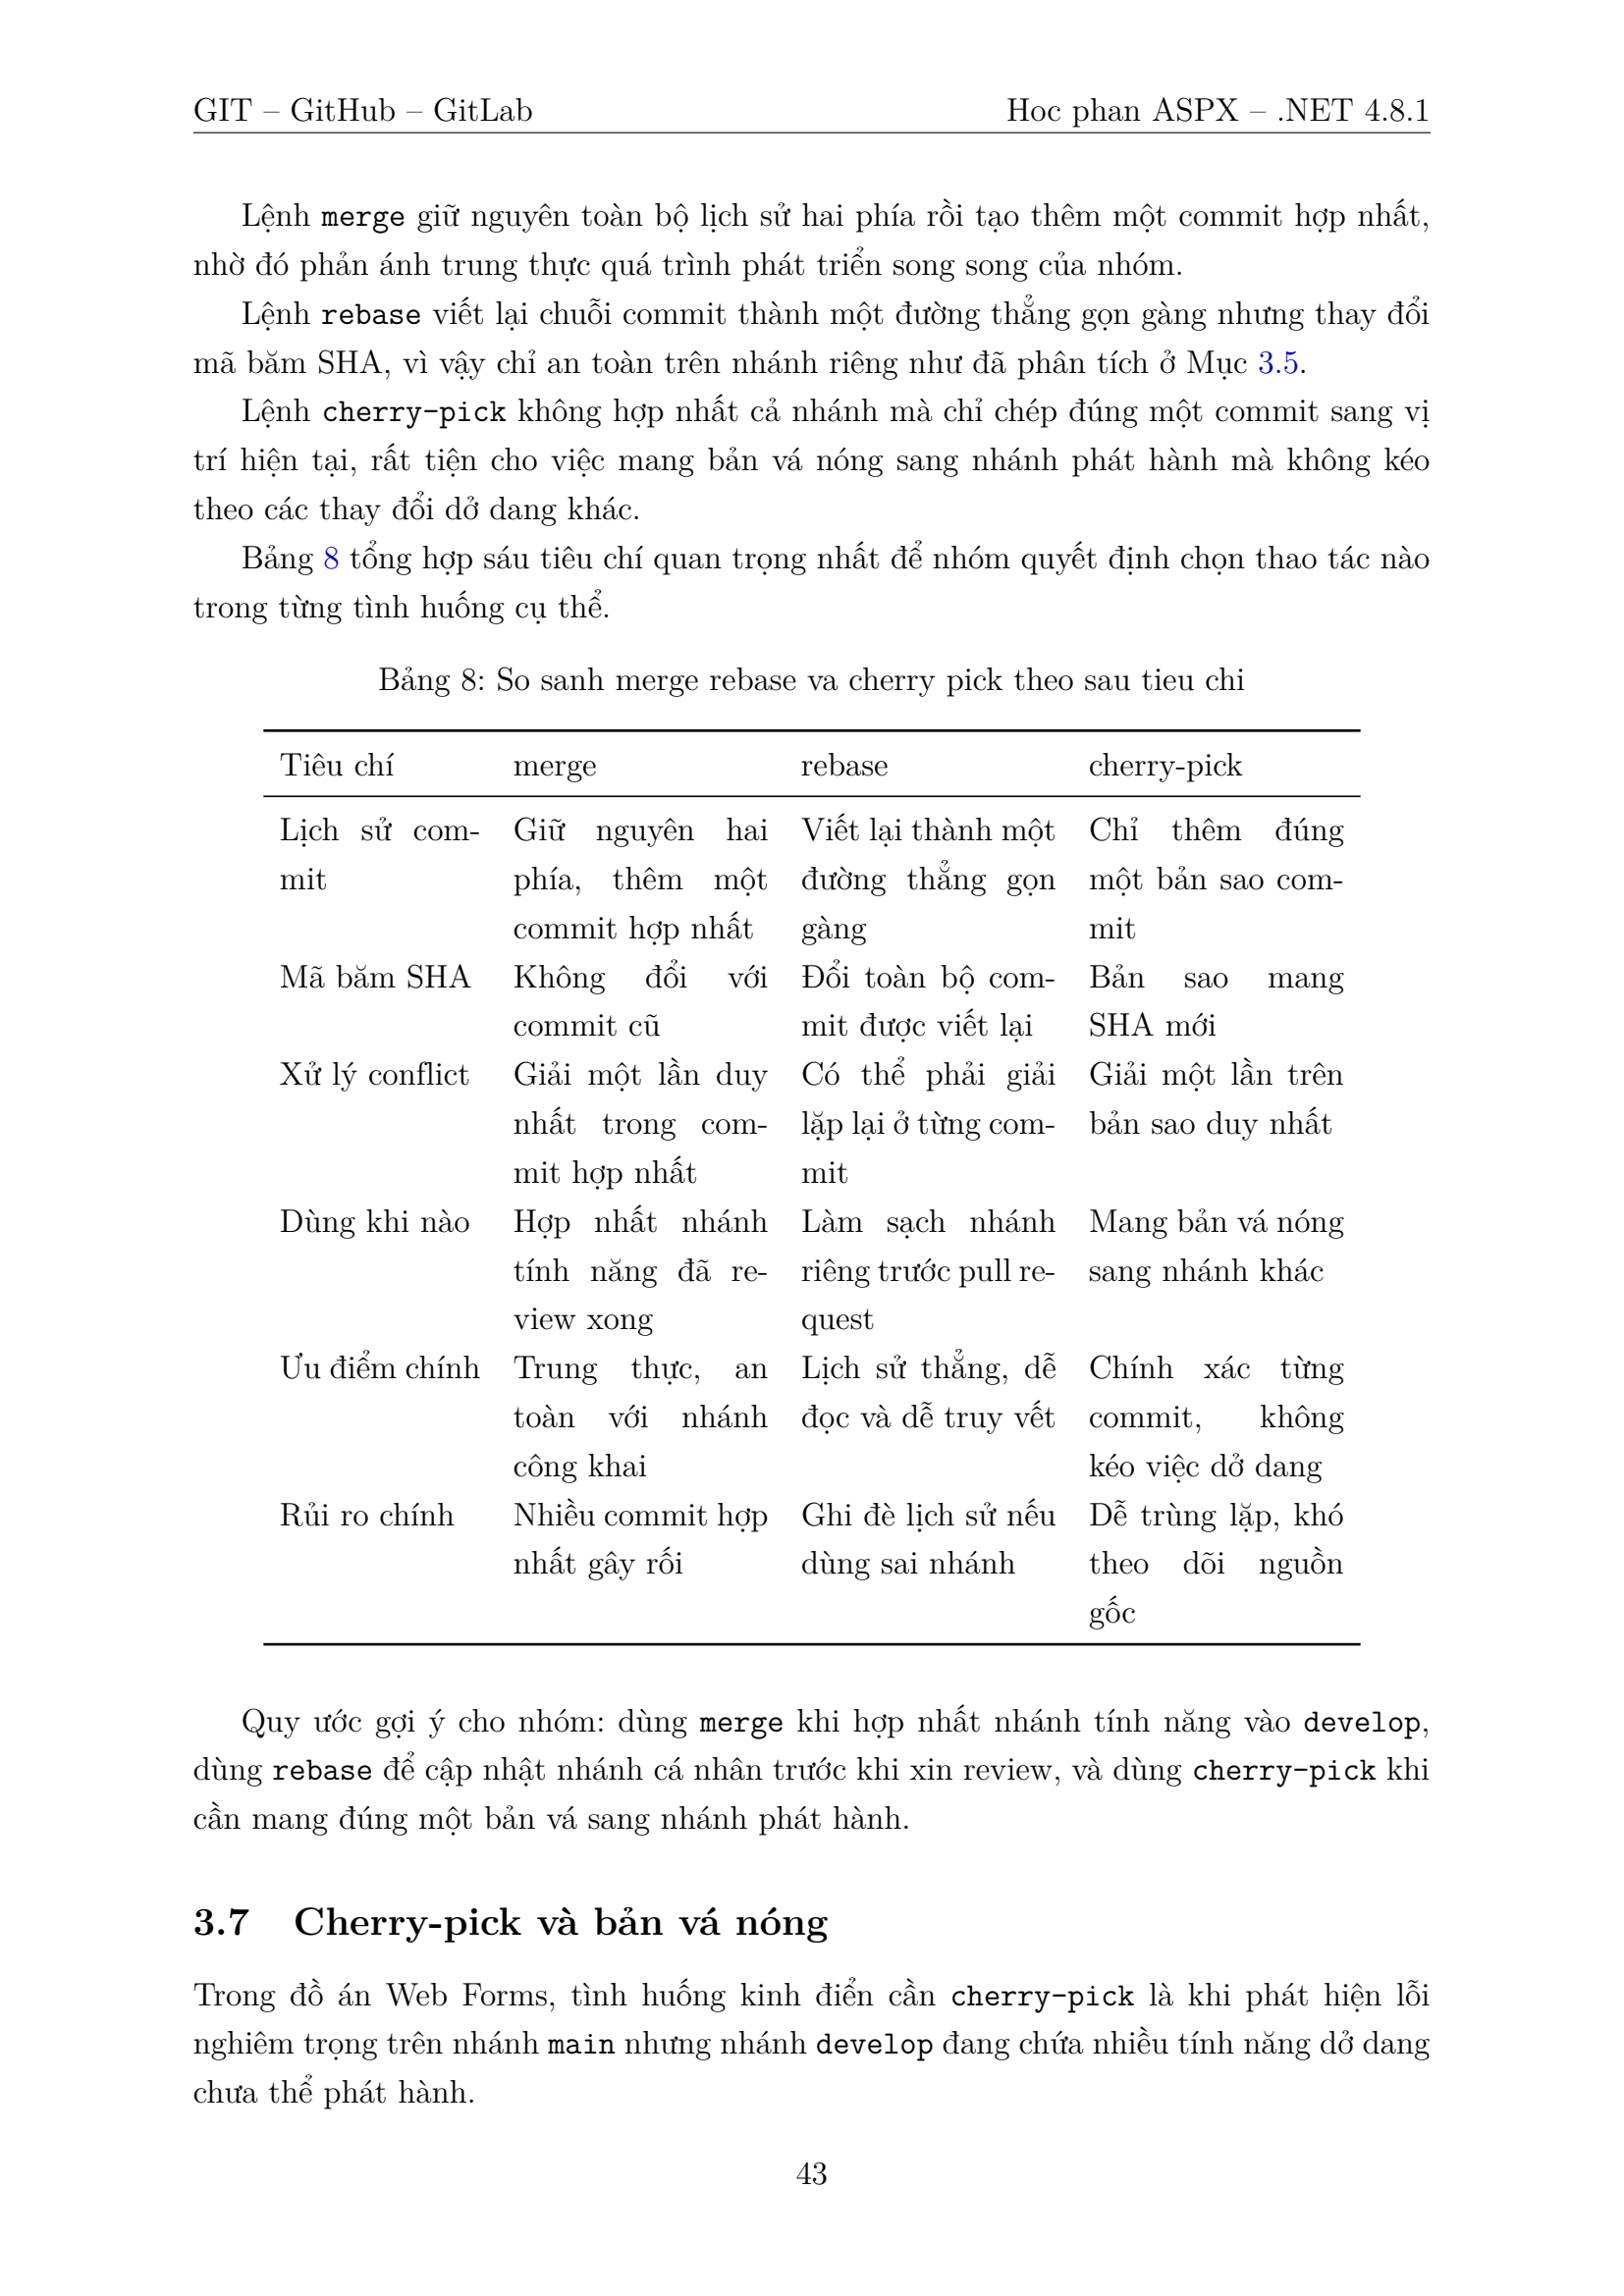 GIT – GitHub – GitLab Hoc phan ASPX – .NET 4.8.1
Lệnh merge giữ nguyên toàn bộ lịch sử hai phía rồi tạo thêm một commit hợp nhất,
nhờ đó phản ánh trung thực quá trình phát triển song song của nhóm.
Lệnh rebase viết lại chuỗi commit thành một đường thẳng gọn gàng nhưng thay đổi
mã băm SHA, vì vậy chỉ an toàn trên nhánh riêng như đã phân tích ở Mục 3.5.
Lệnh cherry-pick không hợp nhất cả nhánh mà chỉ chép đúng một commit sang vị
trí hiện tại, rất tiện cho việc mang bản vá nóng sang nhánh phát hành mà không kéo
theo các thay đổi dở dang khác.
Bảng 8 tổng hợp sáu tiêu chí quan trọng nhất để nhóm quyết định chọn thao tác nào
trong từng tình huống cụ thể.
Bảng 8: So sanh merge rebase va cherry pick theo sau tieu chi
Tiêu chí merge rebase cherry-pick
Lịch sử com- Giữ nguyên hai Viết lại thành một Chỉ thêm đúng
mit phía, thêm một đường thẳng gọn một bản sao com-
commit hợp nhất gàng mit
Mã băm SHA Không đổi với Đổi toàn bộ com- Bản sao mang
commit cũ mit được viết lại SHA mới
Xử lý conflict Giải một lần duy Có thể phải giải Giải một lần trên
nhất trong com- lặp lại ở từng com- bản sao duy nhất
mit hợp nhất mit
Dùng khi nào Hợp nhất nhánh Làm sạch nhánh Mang bản vá nóng
tính năng đã re- riêng trước pull re- sang nhánh khác
view xong quest
Ưu điểm chính Trung thực, an Lịch sử thẳng, dễ Chính xác từng
toàn với nhánh đọc và dễ truy vết commit, không
công khai kéo việc dở dang
Rủi ro chính Nhiều commit hợp Ghi đè lịch sử nếu Dễ trùng lặp, khó
nhất gây rối dùng sai nhánh theo dõi nguồn
gốc
Quy ước gợi ý cho nhóm: dùng merge khi hợp nhất nhánh tính năng vào develop,
dùng rebase để cập nhật nhánh cá nhân trước khi xin review, và dùng cherry-pick khi
cần mang đúng một bản vá sang nhánh phát hành.
3.7 Cherry-pick và bản vá nóng
Trong đồ án Web Forms, tình huống kinh điển cần cherry-pick là khi phát hiện lỗi
nghiêm trọng trên nhánh main nhưng nhánh develop đang chứa nhiều tính năng dở dang
chưa thể phát hành.
43